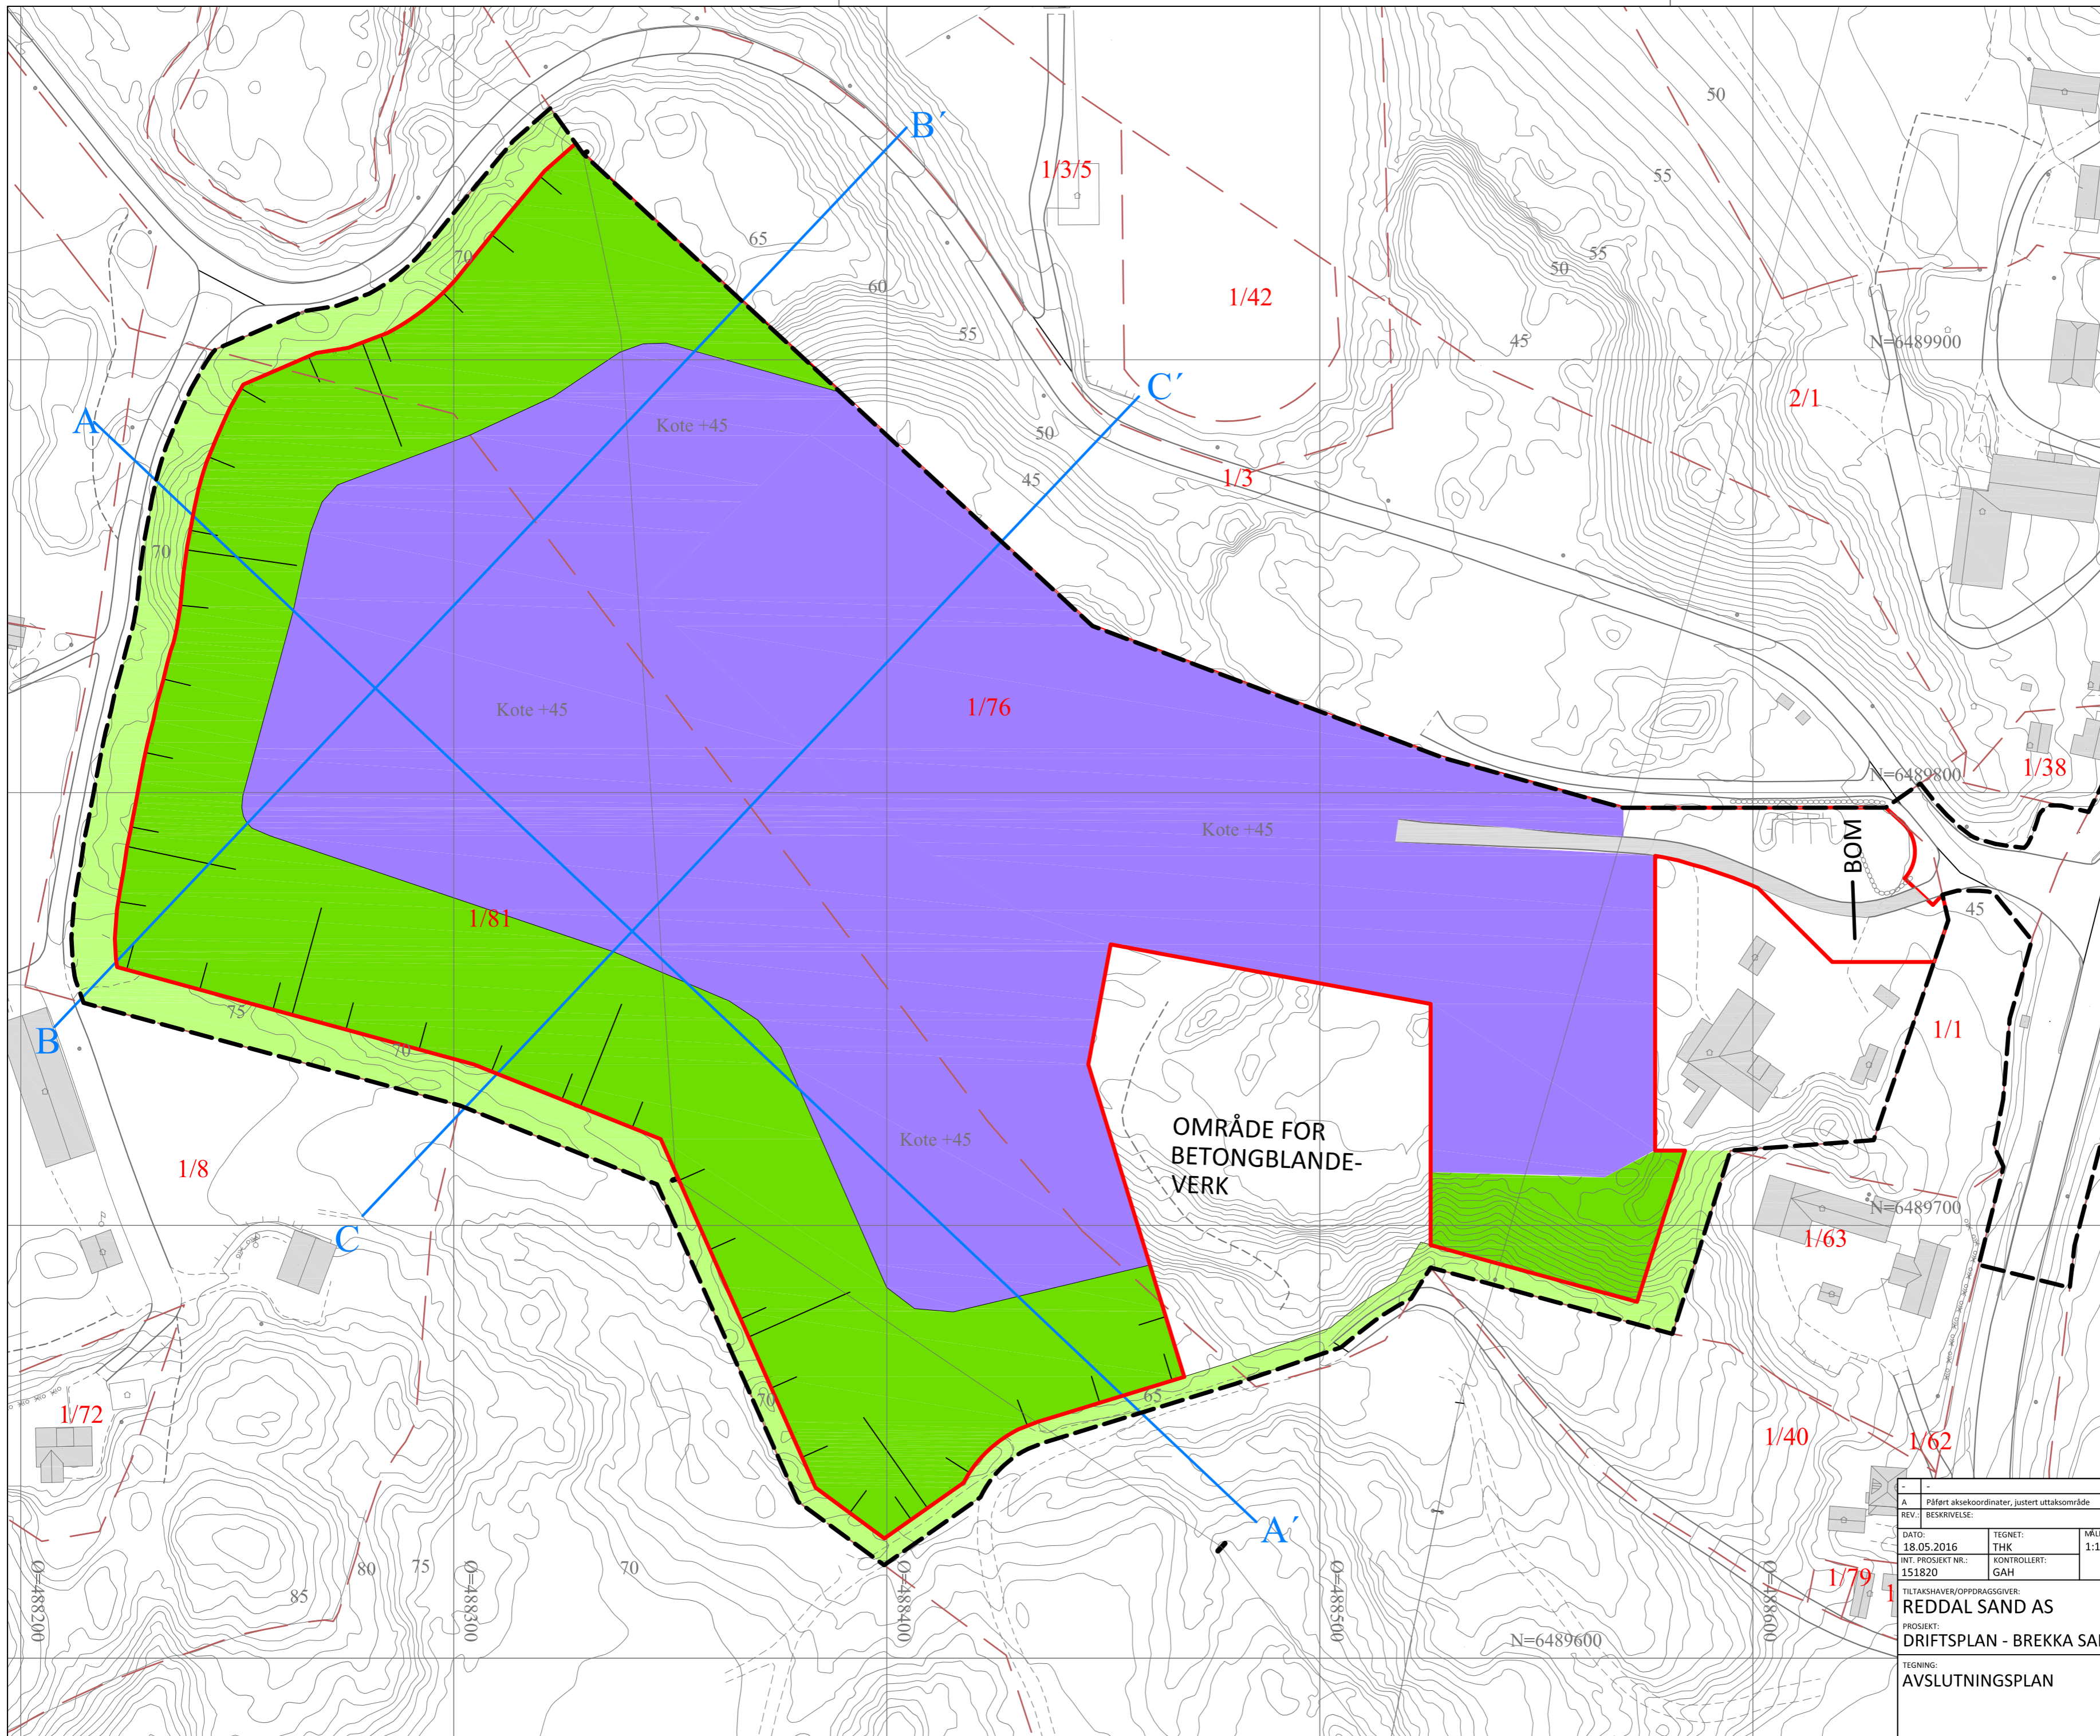 50
B´
1/3/5
55
65
70
55
50
60
1/42
55
45
N=6489900
C´
2/1
A
Kote +45
50
1/3
45
70
Kote +45
1/76
1/38
N=6489800
Kote +45
BOM
1/81
45
75
1/1
B
70
OMRÅDE FOR
BETONGBLANDE-
VERK
Kote +45
1/8
N=6489700
C
1/63
70
65
1/72
1/40
1/62
A´
80
75
70
85
1/79
Ø=488200
Ø=488300
Ø=488400
Ø=488500
Ø=488600
N=6489600
- -
A Påført aksekoordinater, justert uttaksområde
REV.: BESKRIVELSE:
DATO: TEGNET:
18.05.2016 THK 1:1
INT. PROSJEKT NR.: KONTROLLERT:
151820 GAH
TILTAKSHAVER/OPPDRAGSGIVER:
REDDAL SAND AS
PROSJEKT:
DRIFTSPLAN - BREKKA
TEGNING:
AVSLUTNINGSPLAN